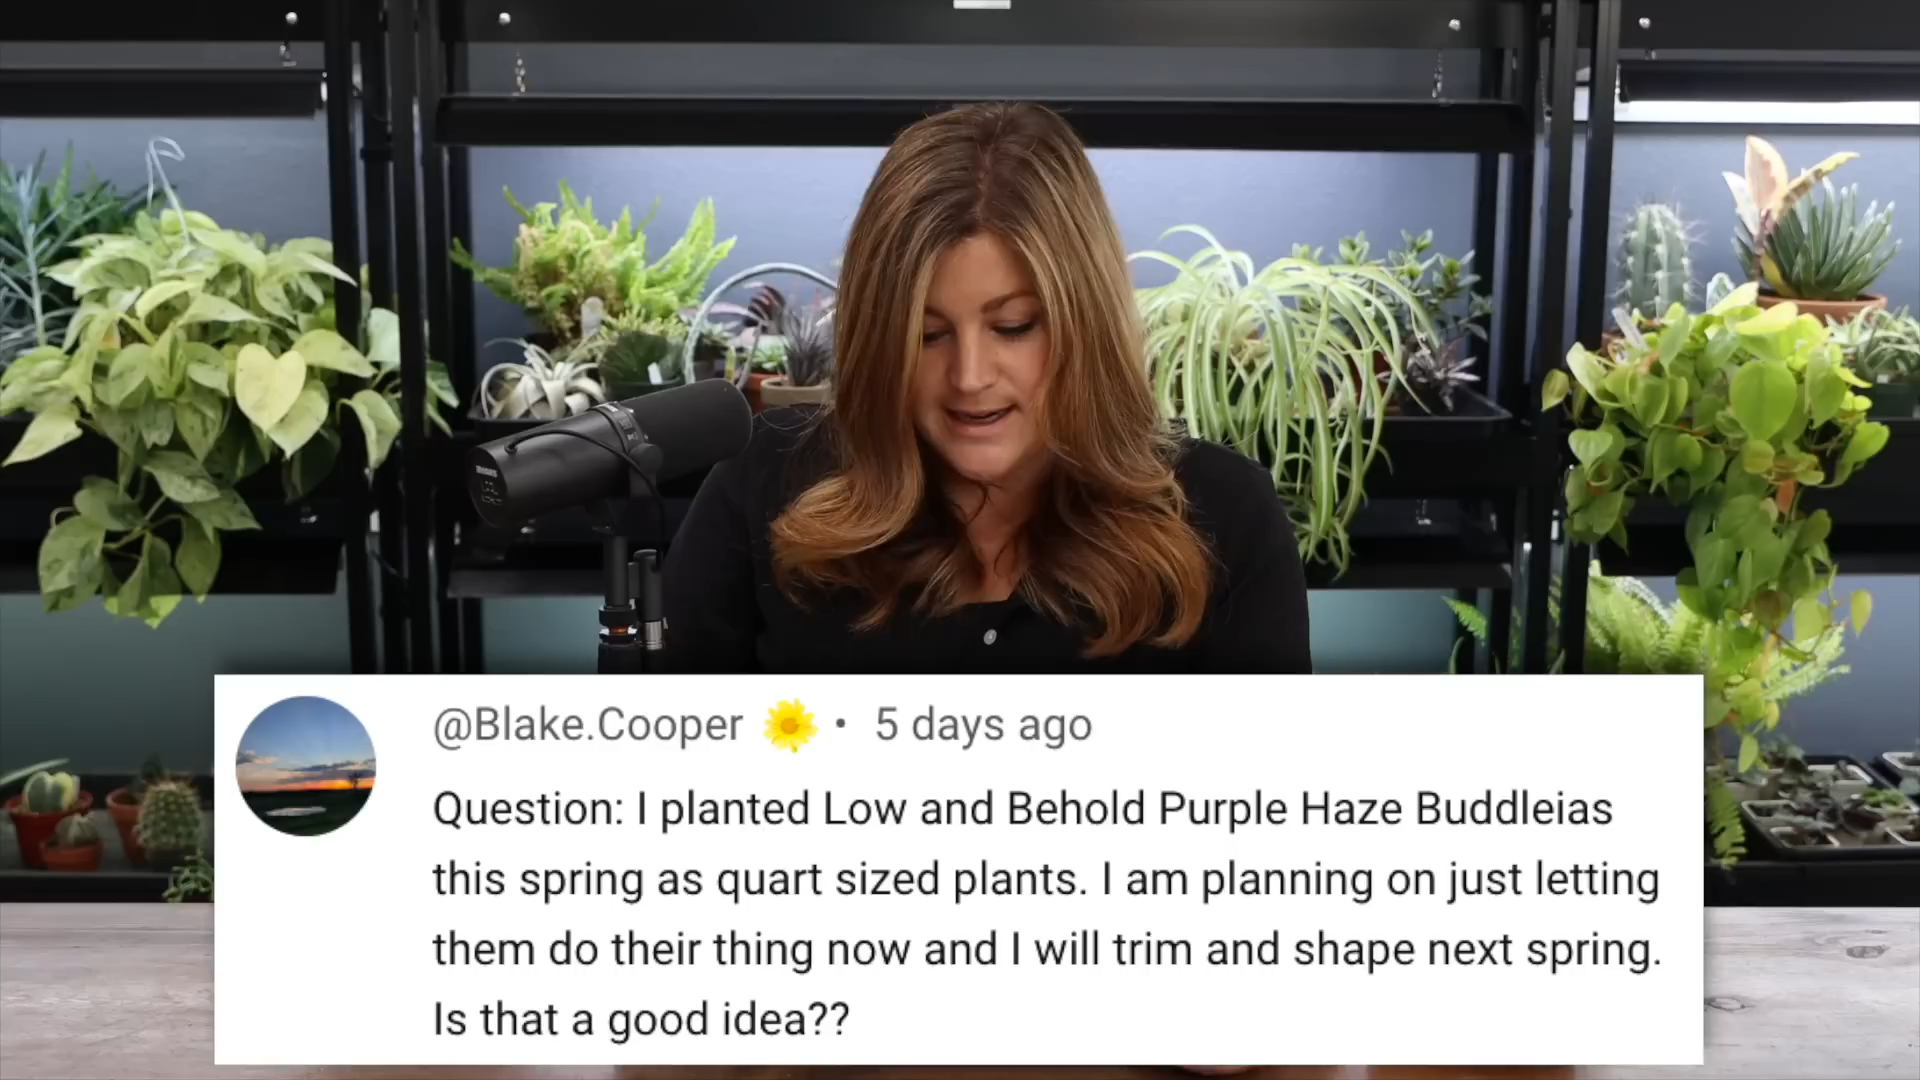 @Blake.Cooper • 5 days ago
Question: I planted Low and Behold Purple Haze Buddleias
this spring as quart sized plants. I am planning on just letting
them do their thing now and I will trim and shape next spring.
Is that a good idea??